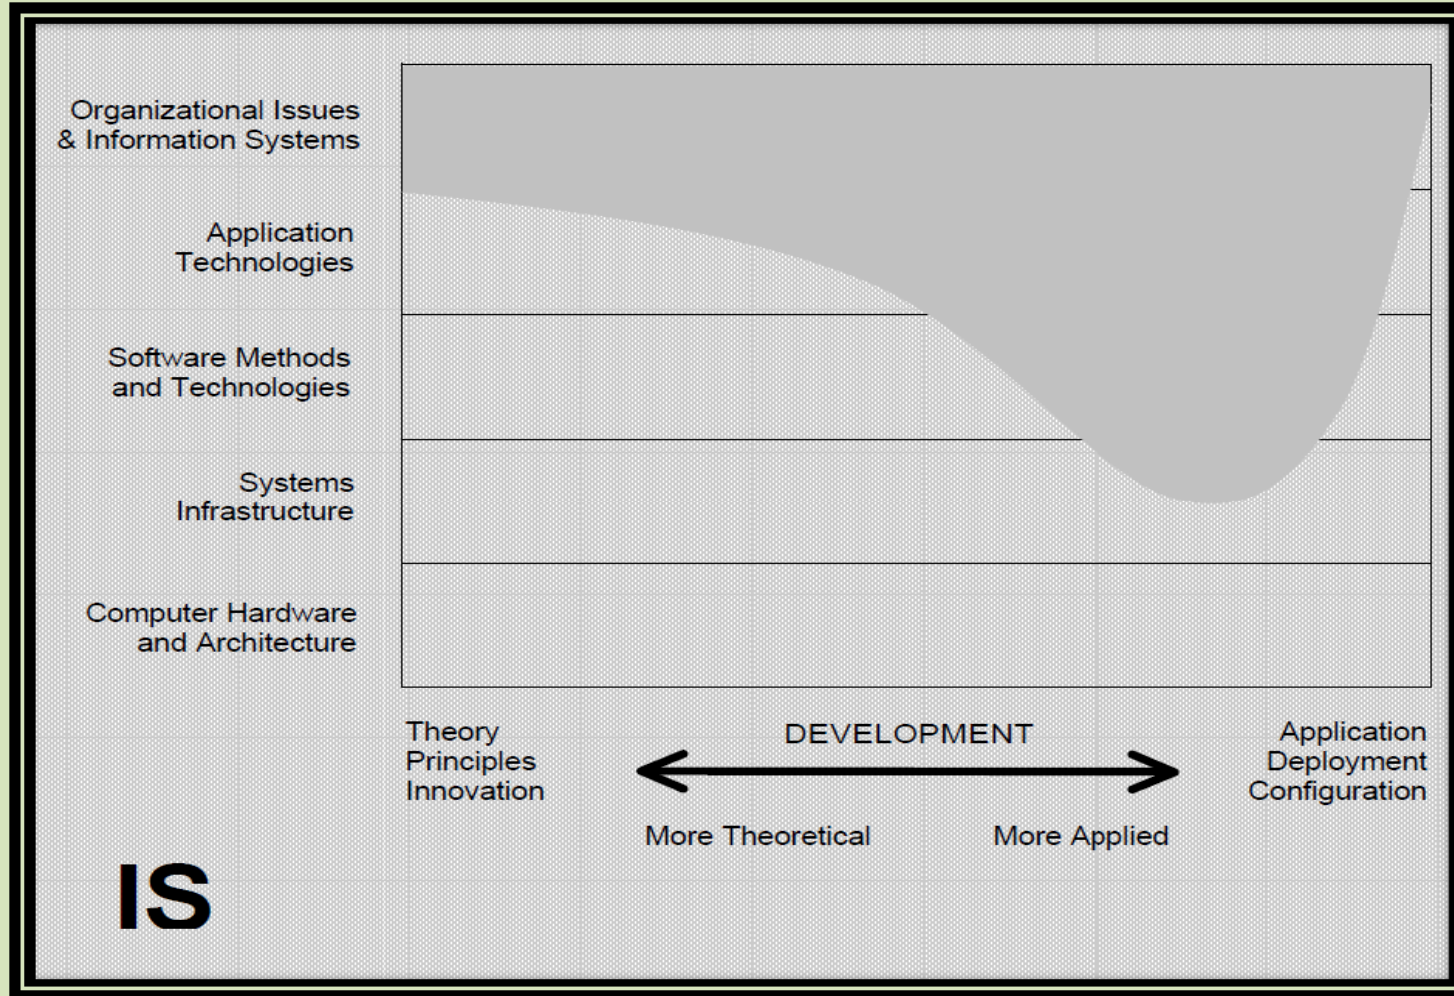 Organizational Issues
& Information Systems
Application
Technologies
Software Methods
and Technologies
Systems
Infrastructure
Computer Hardware
and Architecture
Theory
Principles
Innovation
DEVELOPMENT
Application
Deployment
Configuration
More Theoretical
More Applied
IS